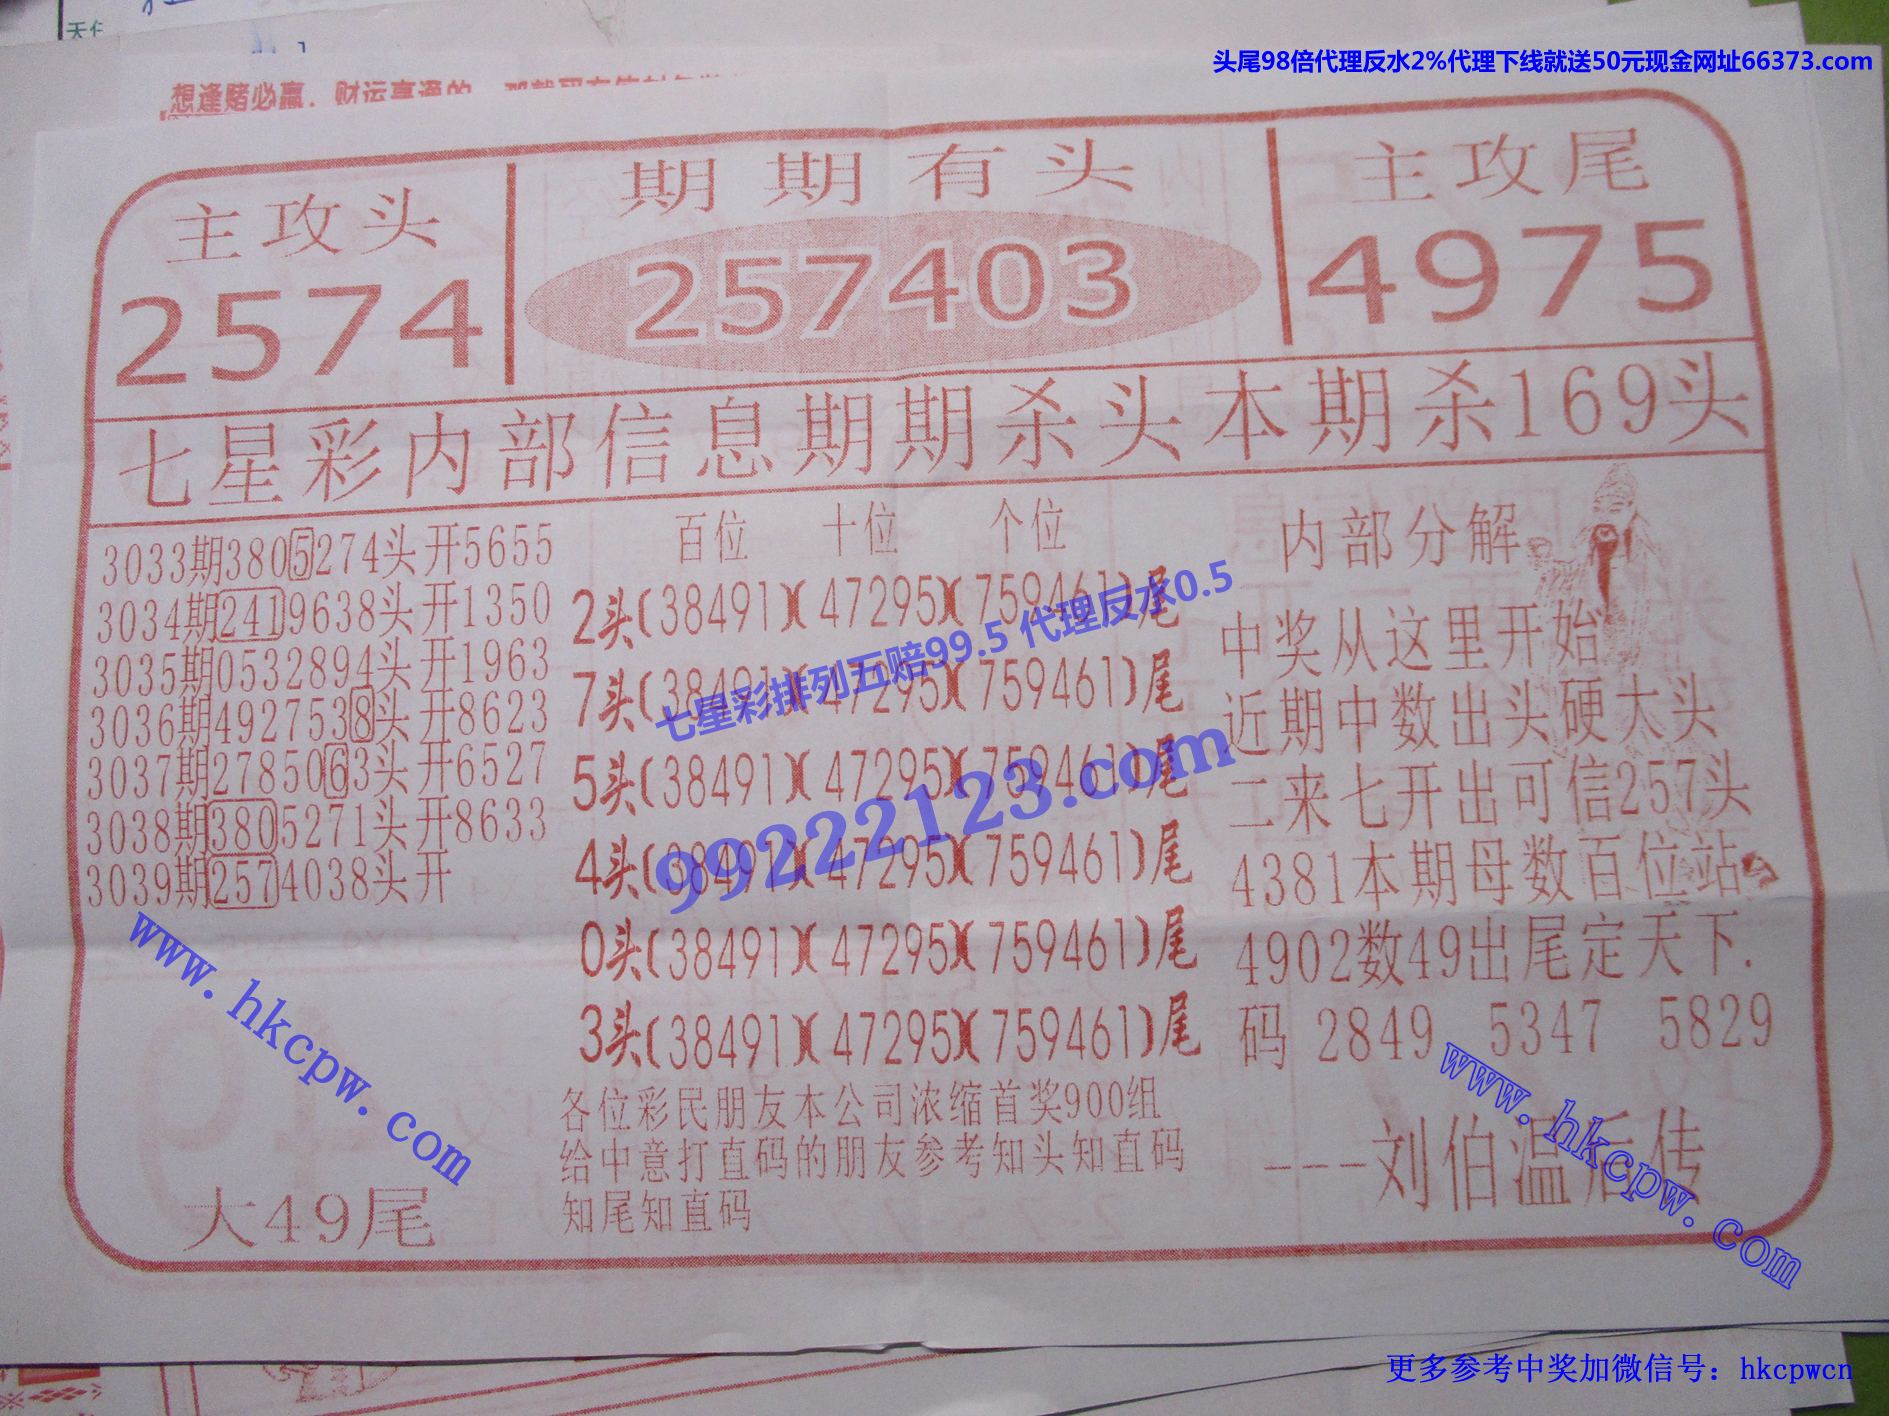 头尾98倍代理反水2%代理下线就送50元现金网址66373.com
想逢赌必赢，财运亨通的
主攻头
2574
期期有头
257403
主攻尾
4975
七星彩内部信息期期杀头本期杀169头
3033期3805274头开5655
3034期2419638头开1350
3035期0532894头开1963
3036期4927538头开8623
3037期2785063头开6527
3038期3805271头开8633
3039期2574038头开
大49尾
百位 十位 个位
2头(38491)(47295)(759461)尾
7头(38491)(47295)(759461)尾
5头(38491)(47295)(759461)尾
4头(38491)(47295)(759461)尾
0头(38491)(47295)(759461)尾
3头(38491)(47295)(759461)尾
各位彩民朋友本公司浓缩首奖900组
给中意打直码的朋友参考知头知直码
知尾知直码
内部分解
中奖从这里开始
近期中数出头硬大头
二来七开出可信257头
4381本期母数百位站
4902数49出尾定天下.
码 2849 5347 5829
---刘伯温后传
七星彩排列五赔99.5 代理反水0.5
99222123.com
www.hkcpw.com
www.hkcpw.com
更多参考中奖加微信号：hkcpwcn